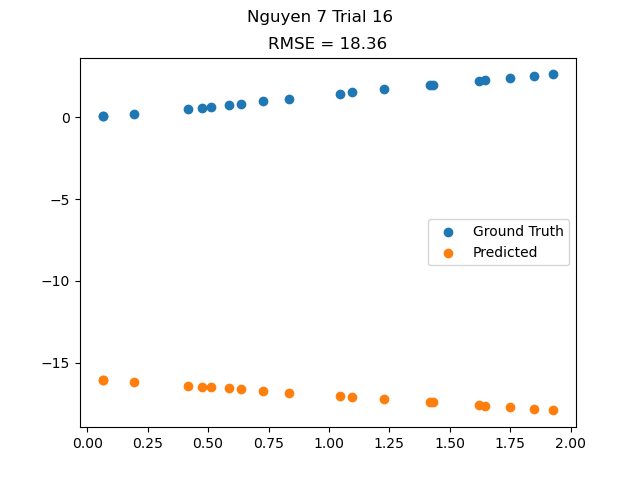 Nguyen 7 Trial 16
RMSE = 18.36
0
−5
−10
−15
Ground Truth
Predicted
0.00 0.25 0.50 0.75 1.00 1.25 1.50 1.75 2.00